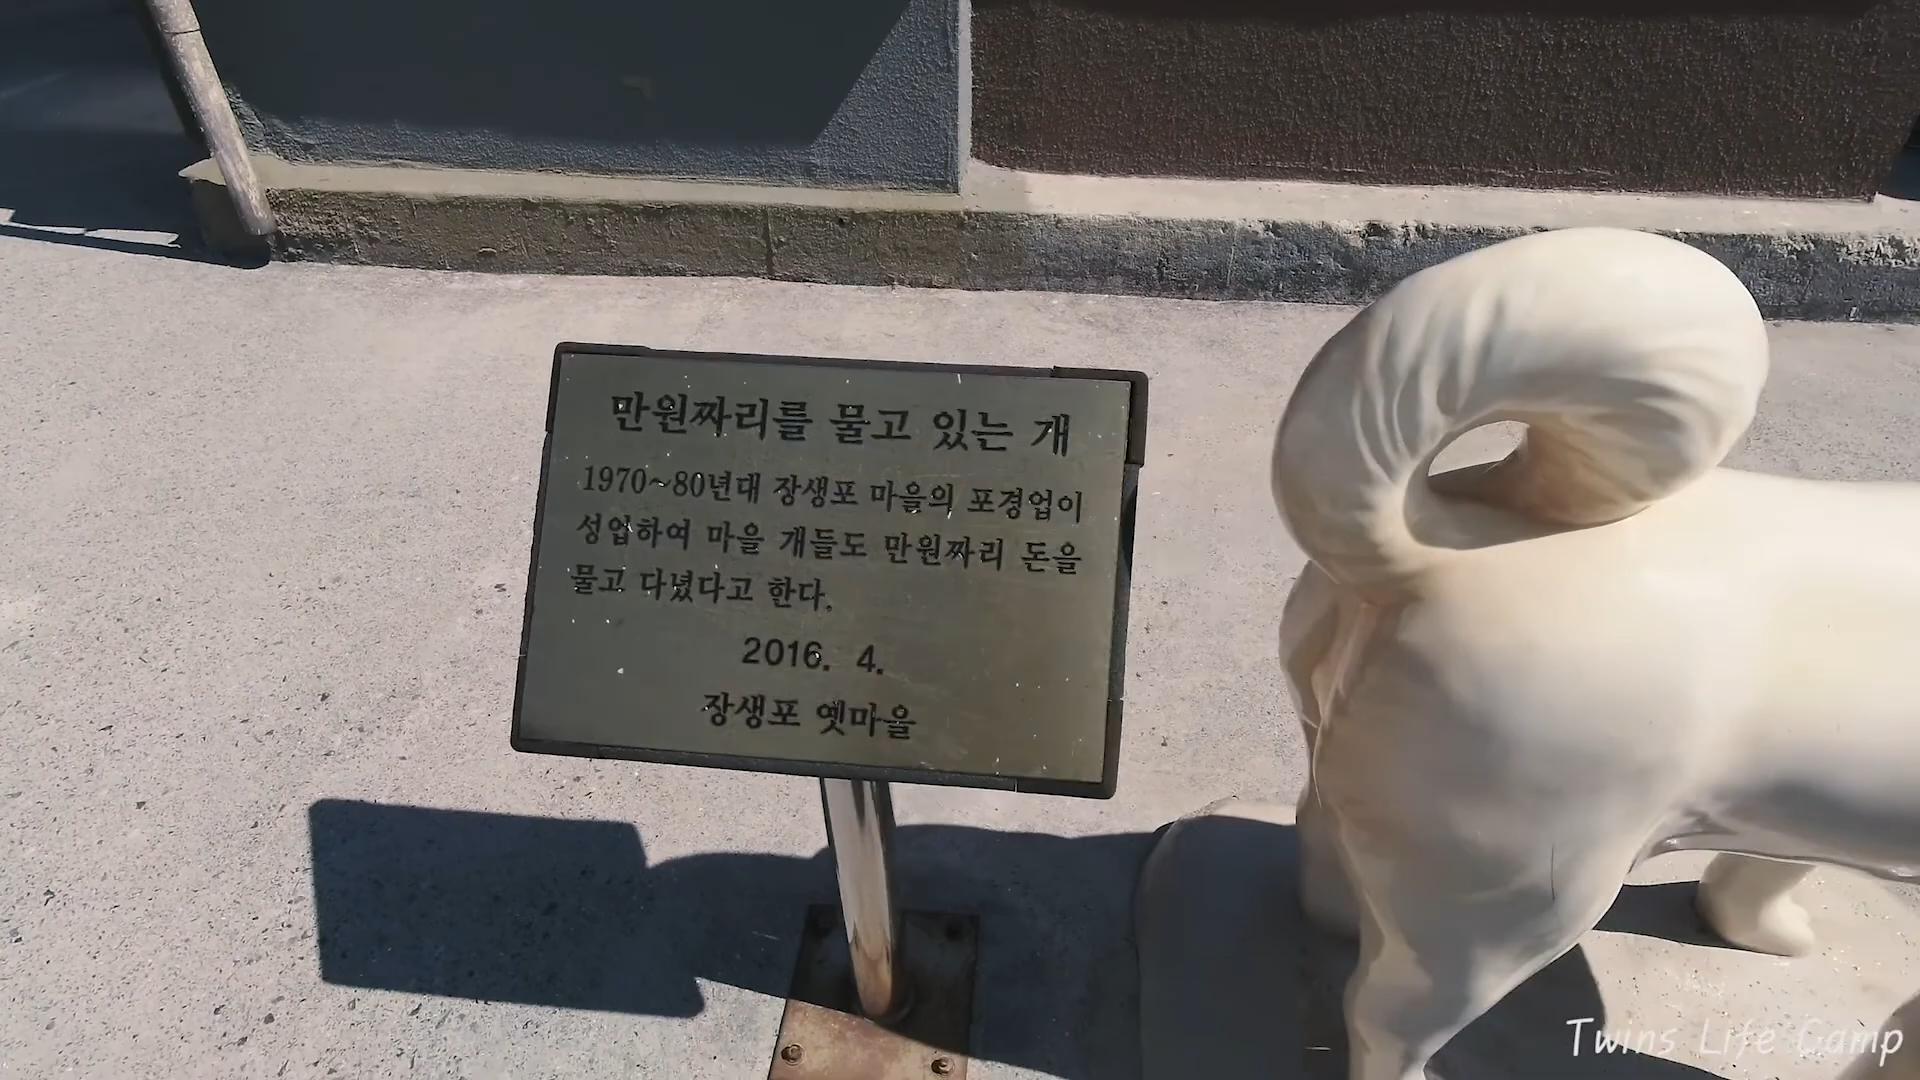 만원짜리를 물고 있는 개
1970~80년대 장생포 마을의 포경업이
성업하여 마을 개들도 만원짜리 돈을
물고 다녔다고 한다.
2016. 4.
장생포 옛마을
Twins Life Camp